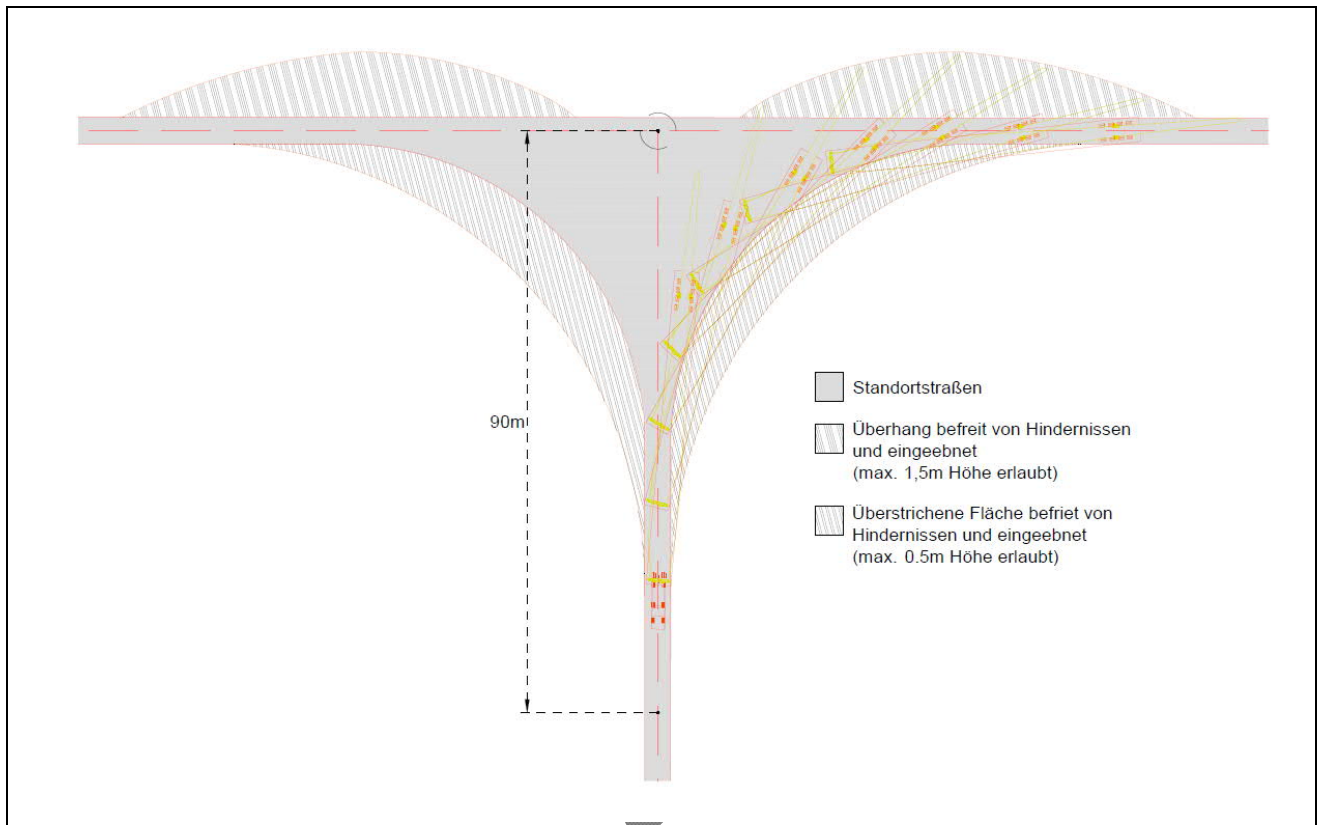 90m
Standortstraßen
Überhang befreit von Hindernissen
und eingeebnet
(max. 1,5m Höhe erlaubt)
Überstrichene Fläche befriet von
Hindernissen und eingeebnet
(max. 0.5m Höhe erlaubt)